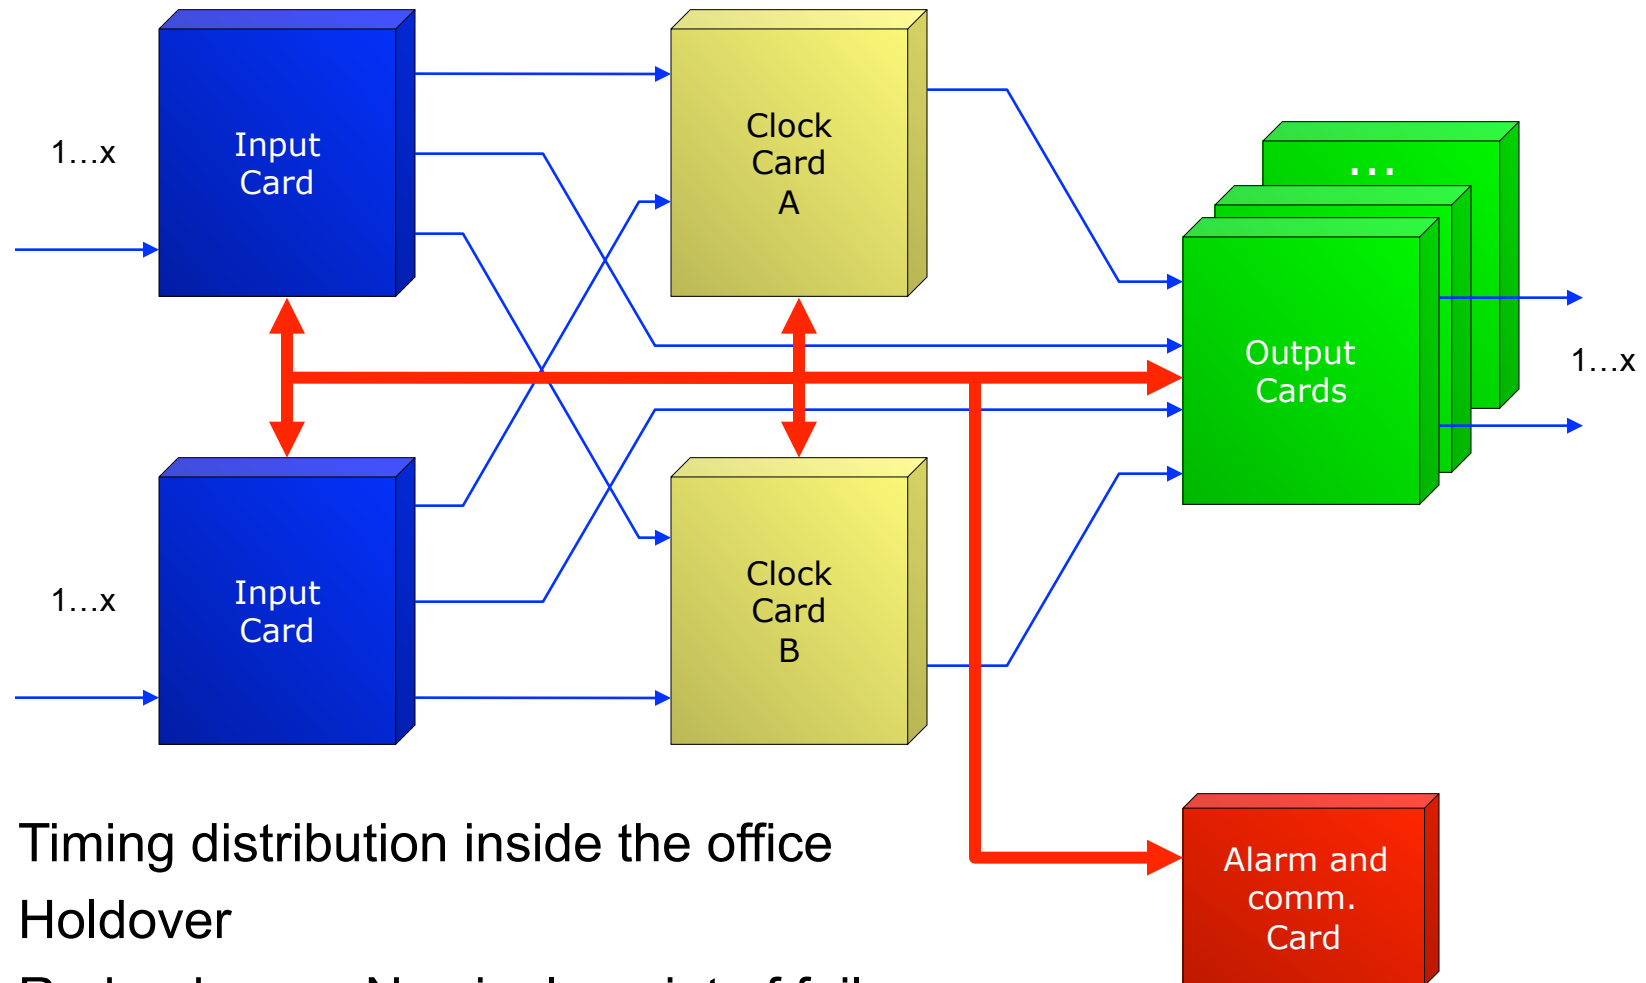 1…x
Input
Card
Clock
Card
A
…
Output
Cards
1…x
1…x
Input
Card
Clock
Card
B
Timing distribution inside the office
Holdover
Alarm and
comm.
Card